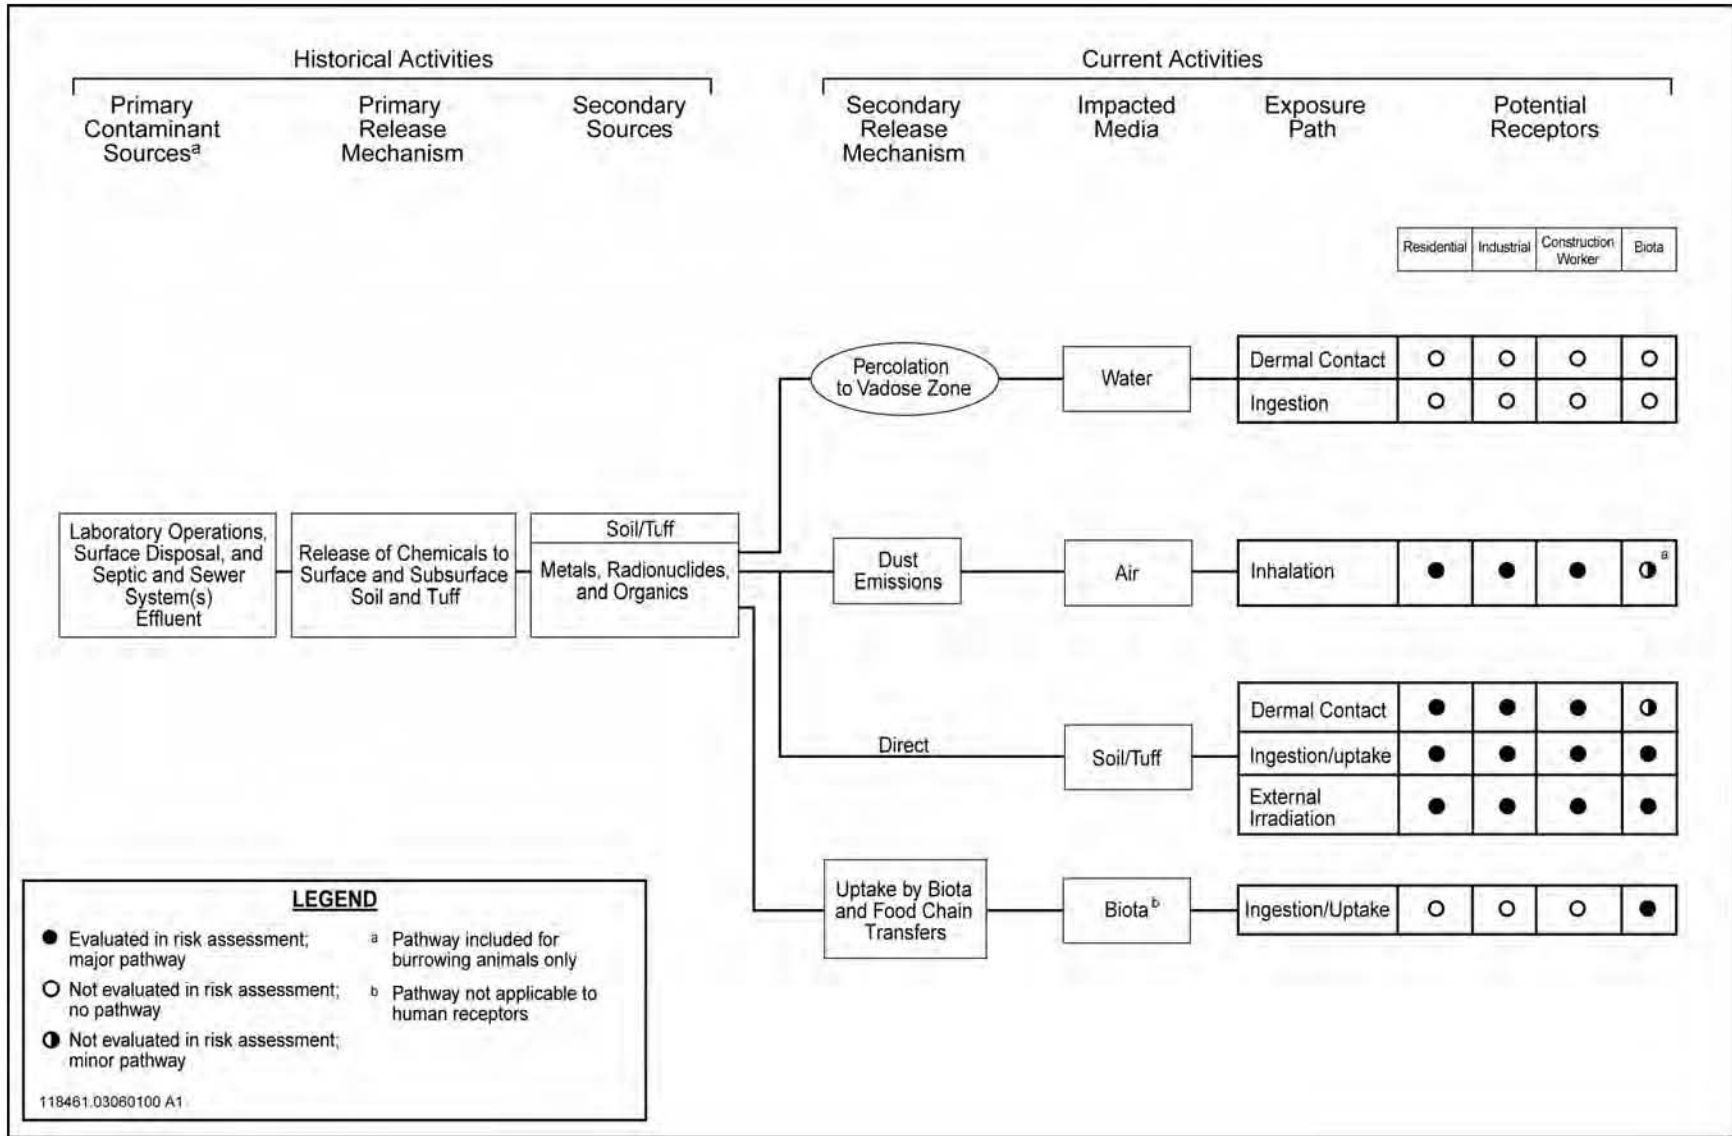 Historical Activities
Current Activities
Primary
Contaminant
Sourcesa
Primary
Release
Mechanism
Secondary
Sources
Secondary
Release
Mechanism
Impacted
Media
Exposure
Path
Potential
Receptors
Residential
Industrial
Construction
Worker
Biota
Percolation
to Vadose Zone
Water
Dermal Contact
Ingestion
Laboratory Operations,
Surface Disposal, and
Septic and Sewer
System(s)
Effluent
Release of Chemicals to
Surface and Subsurface
Soil and Tuff
Soil/Tuff
Metals, Radionuclides,
and Organics
Dust
Emissions
Air
Inhalation
a
Direct
Soil/Tuff
Dermal Contact
Ingestion/uptake
External
Irradiation
Uptake by Biota
and Food Chain
Transfers
Biota b
Ingestion/Uptake
LEGEND
Evaluated in risk assessment;
major pathway
Not evaluated in risk assessment;
no pathway
Not evaluated in risk assessment;
minor pathway
a Pathway included for
burrowing animals only
b Pathway not applicable to
human receptors
118461.03060100 A1